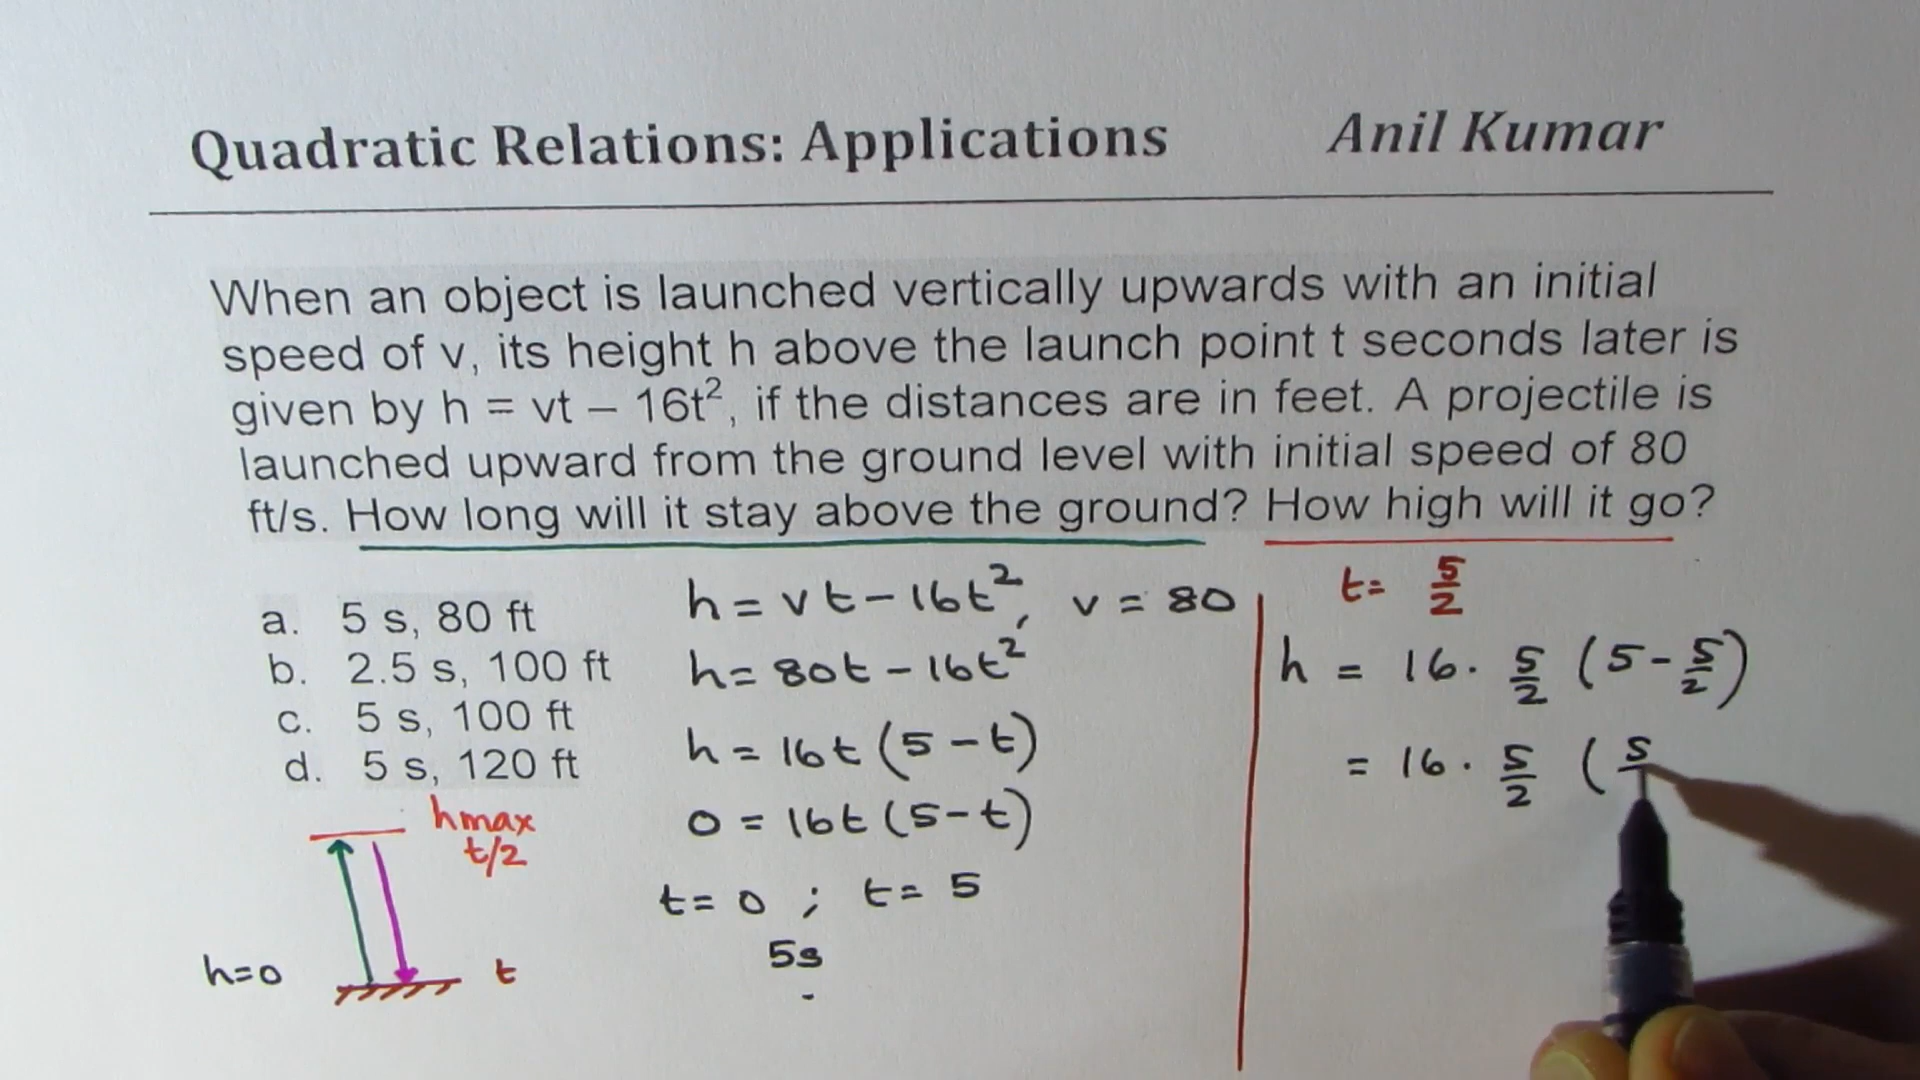 Quadratic Relations: Applications Anil Kumar
When an object is launched vertically upwards with an initial
speed of v, its height h above the launch point t seconds later is
given by h = vt – 16t², if the distances are in feet. A projectile is
launched upward from the ground level with initial speed of 80
ft/s. How long will it stay above the ground? How high will it go?
a. 5 s, 80 ft
b. 2.5 s, 100 ft
c. 5 s, 100 ft
d. 5 s, 120 ft
hmax
t/2
h=0
t
h = vt – 16t², v = 80
h = 80t – 16t²
h = 16t (5 – t)
0 = 16t (5 – t)
t = 0 ; t = 5
5s
t = 5/2
h = 16 · 5/2 (5 – 5/2)
= 16 · 5/2 ( 5